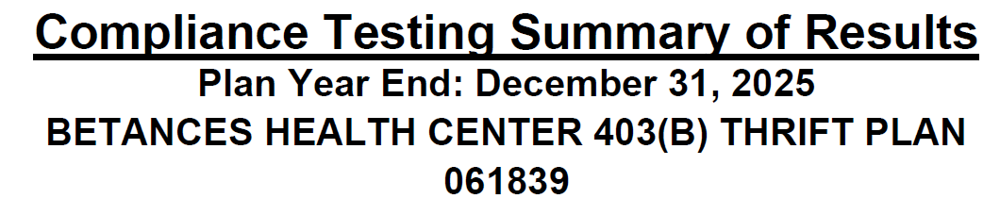 Compliance Testing Summary of Results
Plan Year End: December 31, 2025
BETANCES HEALTH CENTER 403(B) THRIFT PLAN
061839